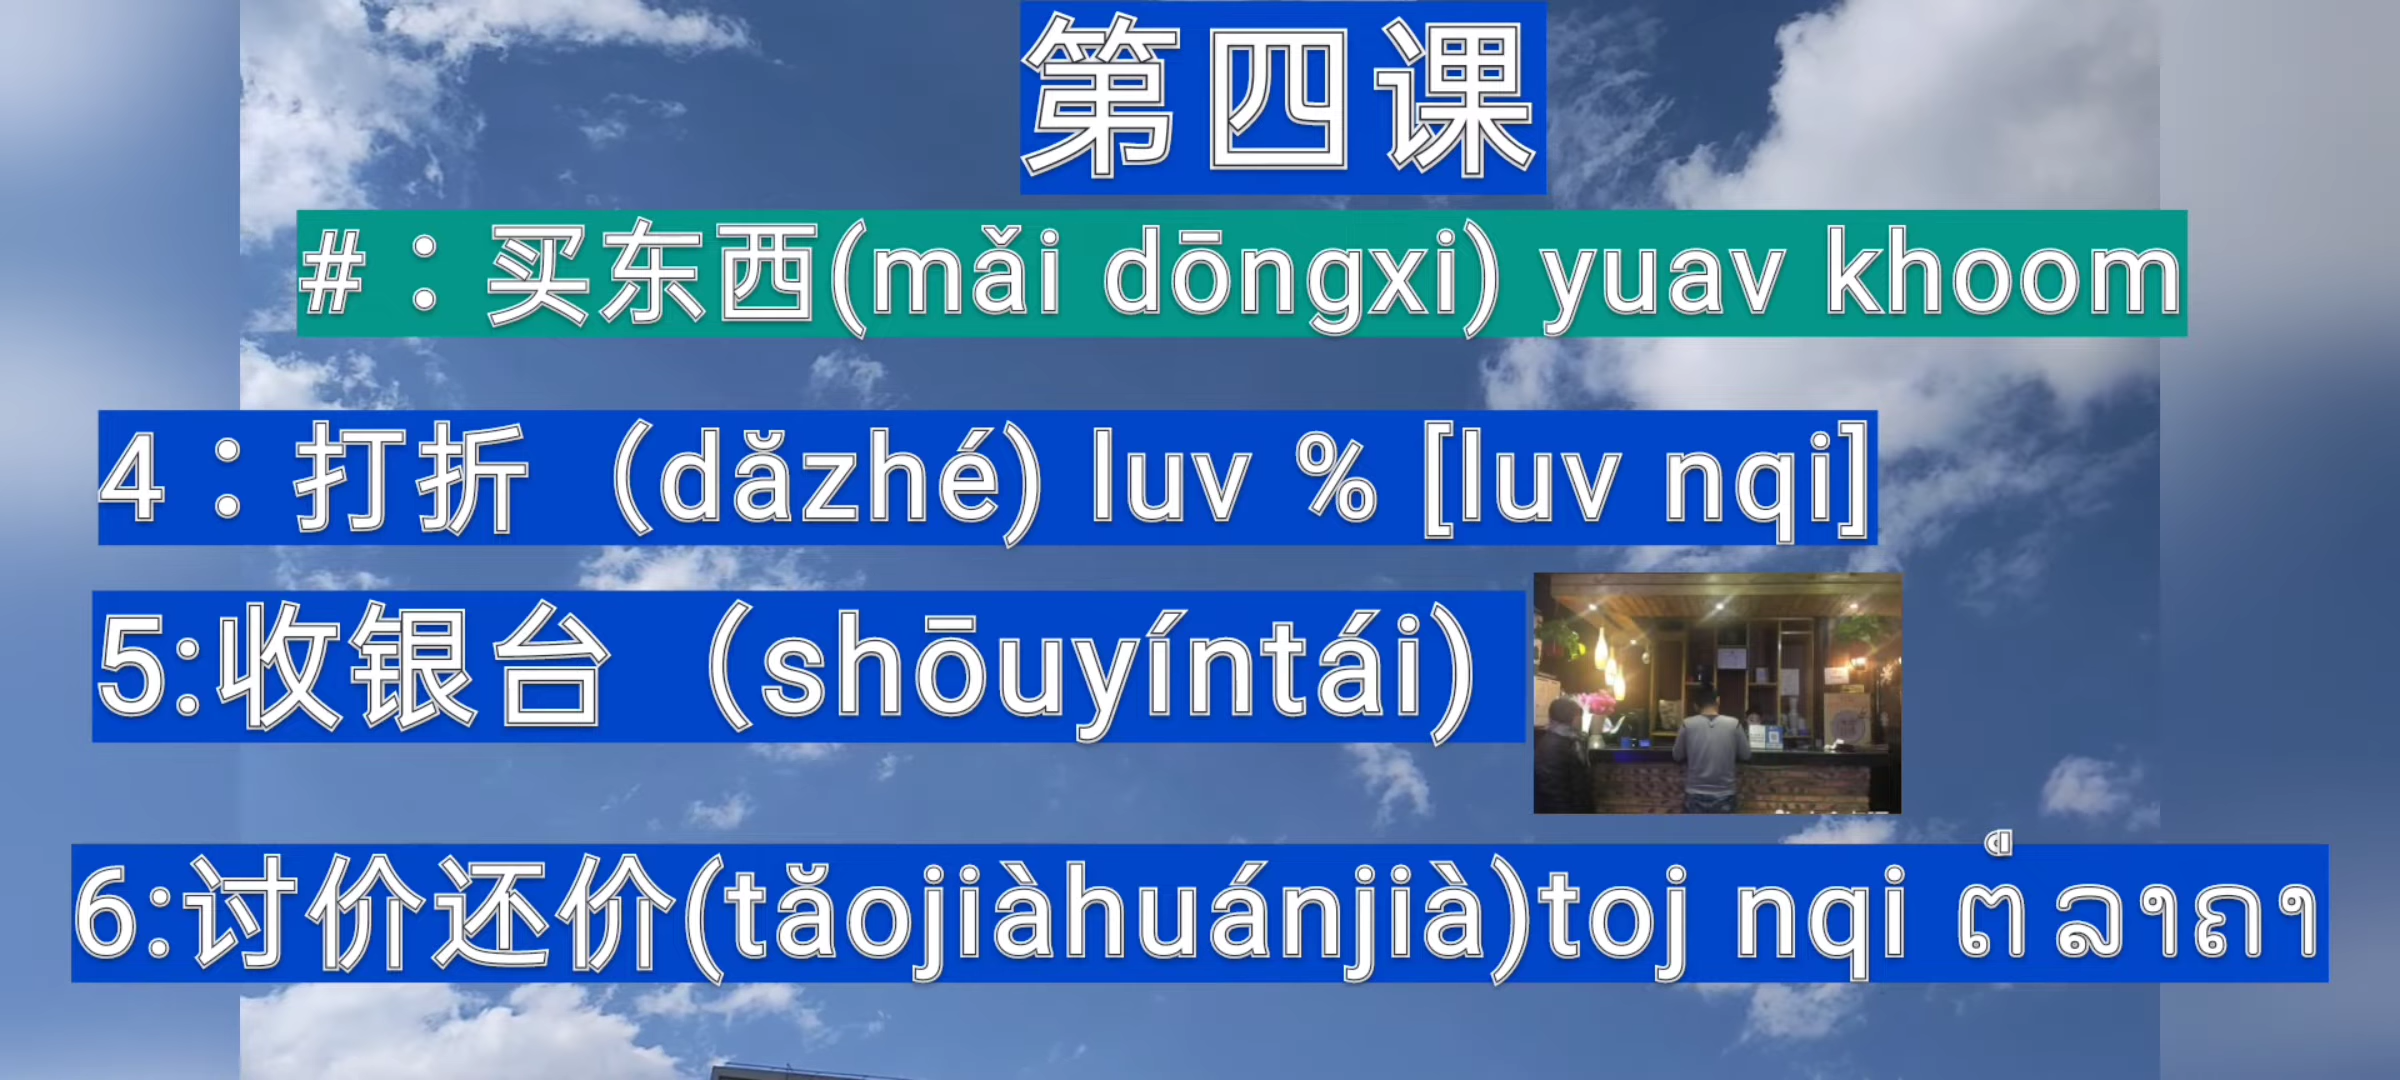 第四课
#：买东西(mǎi dōngxi) yuav khoom
4：打折（dǎzhé) luv % [luv nqi]
5:收银台（shōuyíntái)
6:讨价还价(tǎojiàhuánjià)toj nqi ຕໍ່ລາຄາ